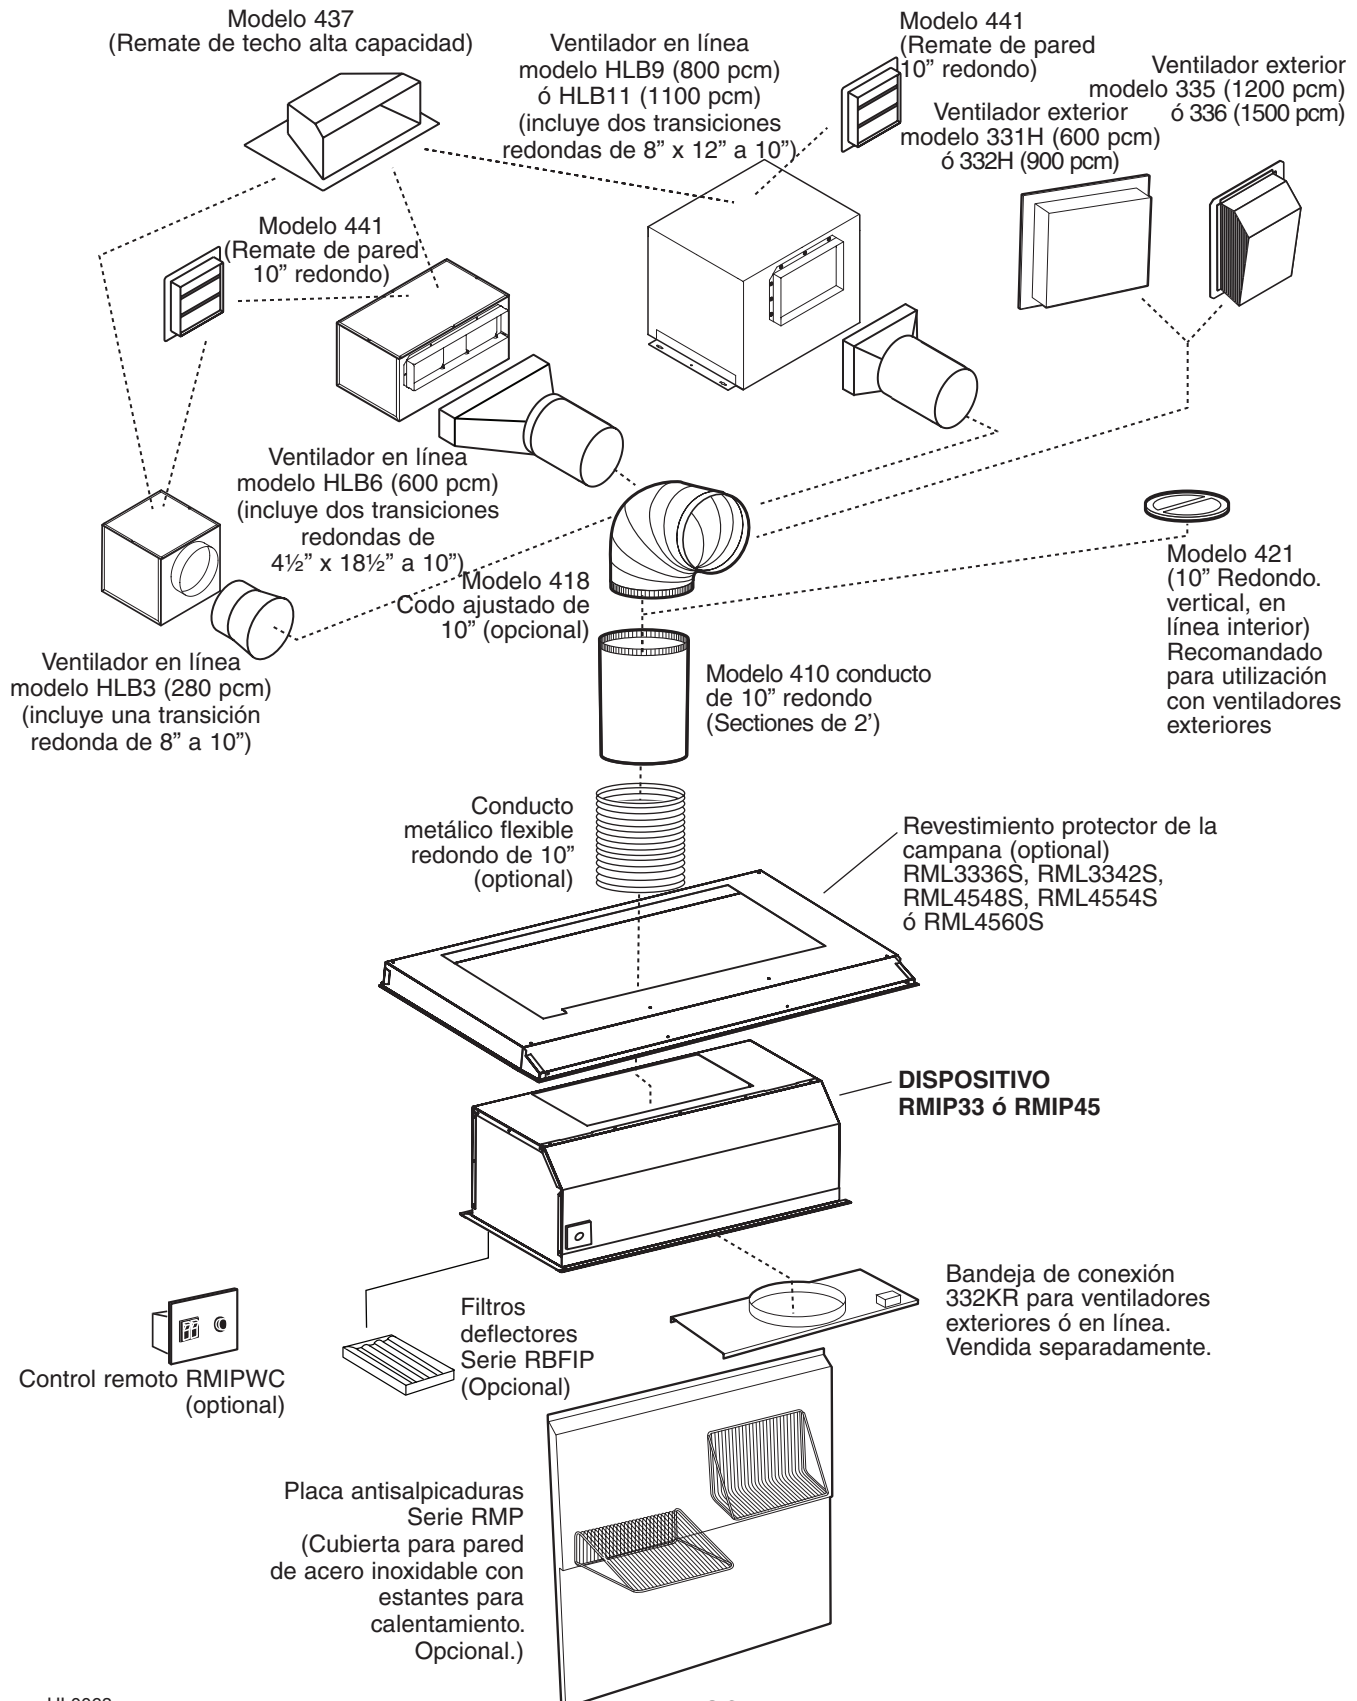 Modelo 437
(Remate de techo alta capacidad)
Ventilador en línea
modelo HLB9 (800 pcm)
ó HLB11 (1100 pcm)
(incluye dos transiciones
redondas de 8” x 12” a 10”)
Modelo 441
(Remate de pared
10” redondo)
Ventilador exterior
modelo 335 (1200 pcm)
ó 336 (1500 pcm)
Ventilador exterior
modelo 331H (600 pcm)
ó 332H (900 pcm)
Modelo 441
(Remate de pared
10” redondo)
Ventilador en línea
modelo HLB6 (600 pcm)
(incluye dos transiciones
redondas de
4½” x 18½” a 10”)
Modelo 418
Codo ajustado de
10” (opcional)
Modelo 421
(10” Redondo.
vertical, en
línea interior)
Recomandado
para utilización
con ventiladores
exteriores
Ventilador en línea
modelo HLB3 (280 pcm)
(incluye una transición
redonda de 8” a 10”)
Modelo 410 conducto
de 10” redondo
(Sectiones de 2’)
Conducto
metálico flexible
redondo de 10”
(optional)
Revestimiento protector de la
campana (optional)
RML3336S, RML3342S,
RML4548S, RML4554S
ó RML4560S
DISPOSITIVO
RMIP33 ó RMIP45
Bandeja de conexión
332KR para ventiladores
exteriores ó en línea.
Vendida separadamente.
Filtros
deflectores
Serie RBFIP
(Opcional)
Control remoto RMIPWC
(optional)
Placa antisalpicaduras
Serie RMP
(Cubierta para pared
de acero inoxidable con
estantes para
calentamiento.
Opcional.)